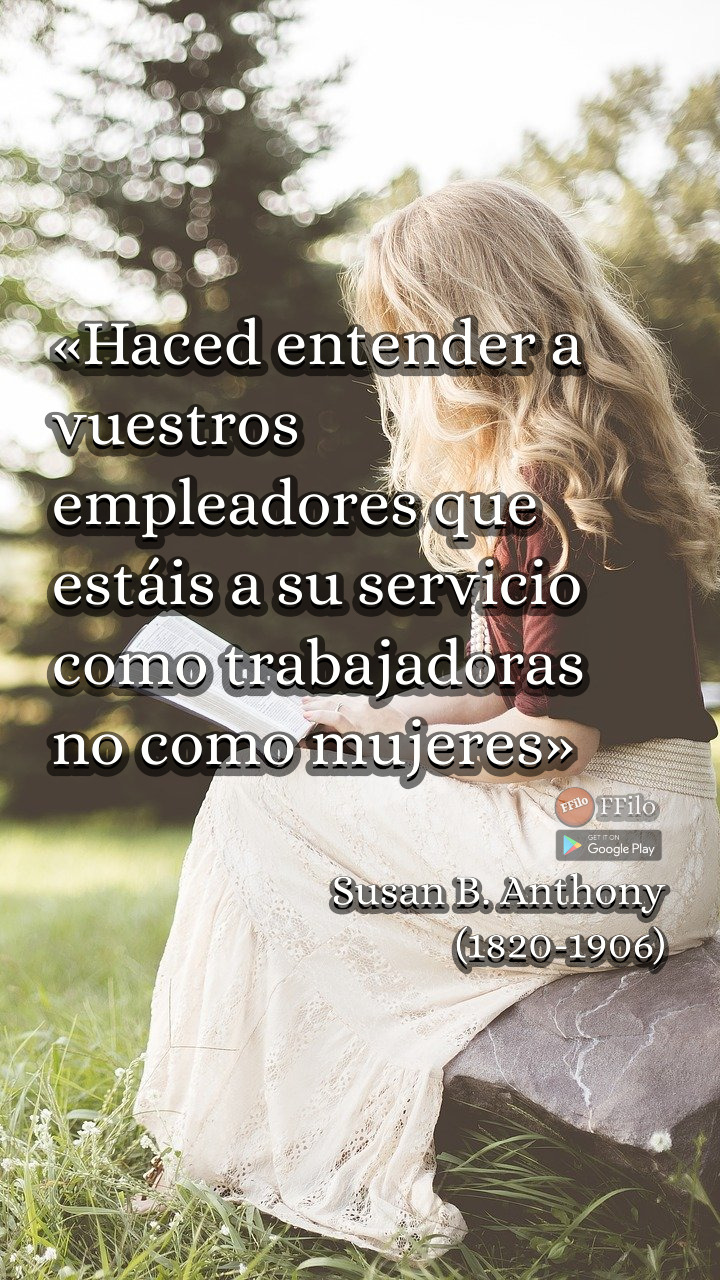 «Haced entender a
vuestros
empleadores que
estáis a su servicio
como trabajadoras
no como mujeres»
FFilo FFilo
GET IT ON
Google Play
Susan B. Anthony
(1820-1906)